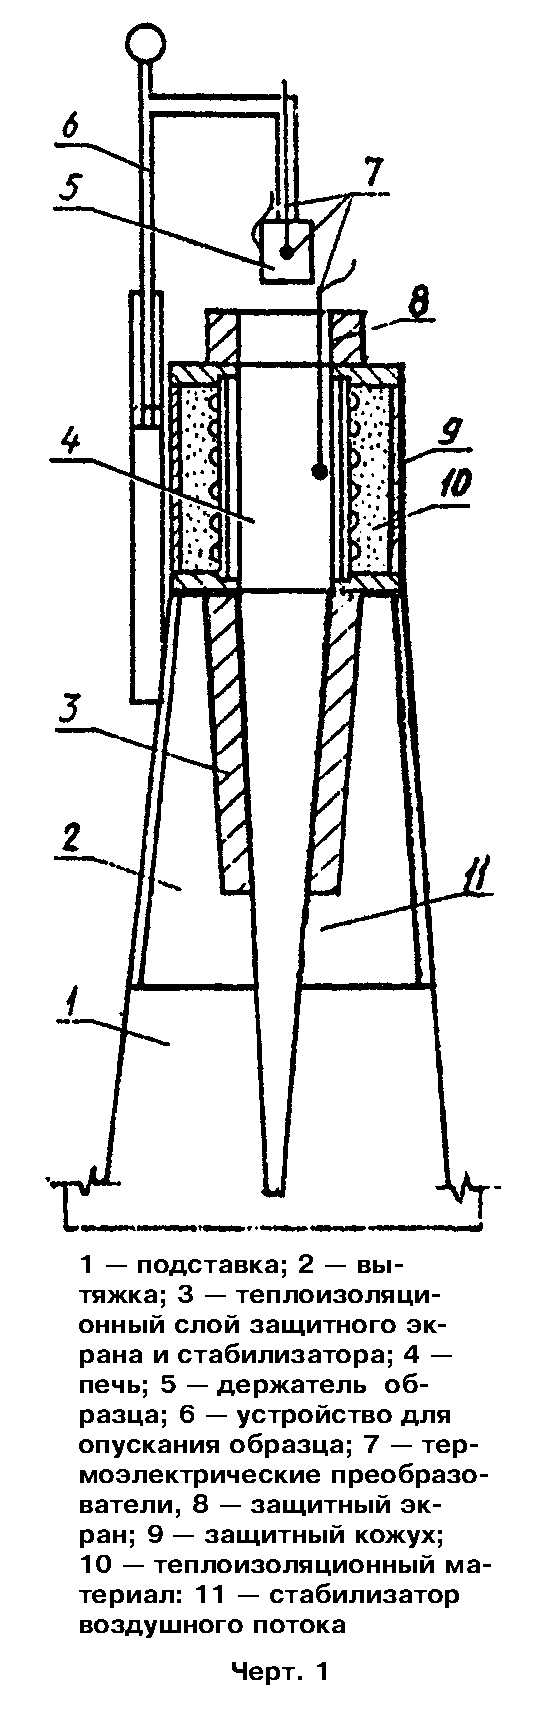 6
5
7
8
4
9
10
3
2
11
1
1 — подставка; 2 — вы-
тяжка; 3 — теплоизоляци-
онный слой защитного эк-
рана и стабилизатора; 4 —
печь; 5 — держатель об-
разца; 6 — устройство для
опускания образца; 7 — тер-
моэлектрические преобразо-
ватели, 8 — защитный эк-
ран; 9 — защитный кожух;
10 — теплоизоляционный ма-
териал: 11 — стабилизатор
воздушного потока
Черт. 1